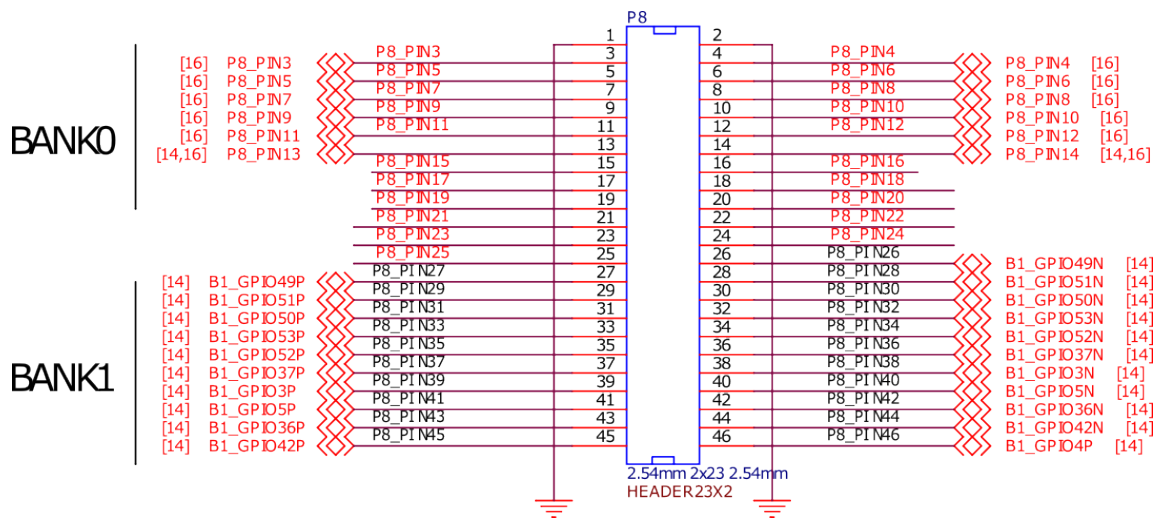 P8
1 2
P8_PIN3 3 4 P8_PIN4
[16] P8_PIN3 P8_PIN5 5 6 P8_PIN6 P8_PIN4 [16]
[16] P8_PIN5 P8_PIN7 7 8 P8_PIN8 P8_PIN6 [16]
[16] P8_PIN7 P8_PIN9 9 10 P8_PIN10 P8_PIN8 [16]
[16] P8_PIN9 P8_PIN11 11 12 P8_PIN12 P8_PIN10 [16]
[16] P8_PIN11 13 14 P8_PIN12 [16]
BANK0
[14,16] P8_PIN13 P8_PIN15 15 16 P8_PIN16 P8_PIN14 [14,16]
P8_PIN17 17 18 P8_PIN18
P8_PIN19 19 20 P8_PIN20
P8_PIN21 21 22 P8_PIN22
P8_PIN23 23 24 P8_PIN24
P8_PIN25 25 26 P8_PIN26
P8_PIN27 27 28 P8_PIN28 B1_GPIO49N [14]
[14] B1_GPIO49P P8_PIN29 29 30 P8_PIN30 B1_GPIO51N [14]
[14] B1_GPIO51P P8_PIN31 31 32 P8_PIN32 B1_GPIO50N [14]
[14] B1_GPIO50P P8_PIN33 33 34 P8_PIN34 B1_GPIO53N [14]
[14] B1_GPIO53P P8_PIN35 35 36 P8_PIN36 B1_GPIO52N [14]
[14] B1_GPIO52P P8_PIN37 37 38 P8_PIN38 B1_GPIO37N [14]
BANK1
[14] B1_GPIO37P P8_PIN39 39 40 P8_PIN40 B1_GPIO3N [14]
[14] B1_GPIO3P P8_PIN41 41 42 P8_PIN42 B1_GPIO5N [14]
[14] B1_GPIO5P P8_PIN43 43 44 P8_PIN44 B1_GPIO36N [14]
[14] B1_GPIO36P P8_PIN45 45 46 P8_PIN46 B1_GPIO42N [14]
[14] B1_GPIO42P B1_GPIO4P [14]
2.54mm 2x23 2.54mm
HEADER23X2